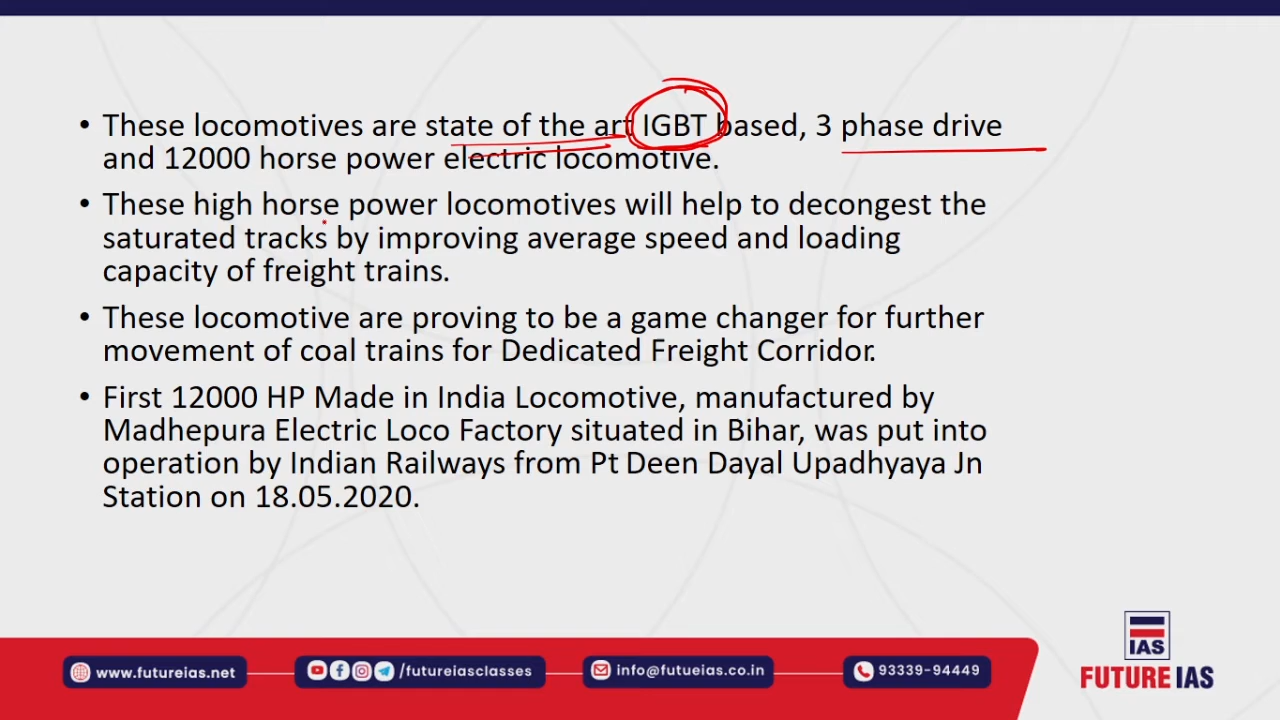 • These locomotives are state of the art IGBT based, 3 phase drive
and 12000 horse power electric locomotive.
• These high horse power locomotives will help to decongest the
saturated tracks by improving average speed and loading
capacity of freight trains.
• These locomotive are proving to be a game changer for further
movement of coal trains for Dedicated Freight Corridor.
• First 12000 HP Made in India Locomotive, manufactured by
Madhepura Electric Loco Factory situated in Bihar, was put into
operation by Indian Railways from Pt Deen Dayal Upadhyaya Jn
Station on 18.05.2020.
www.futureias.net
/futureiasclasses
info@futueias.co.in
93339-94449
IAS
FUTURE IAS